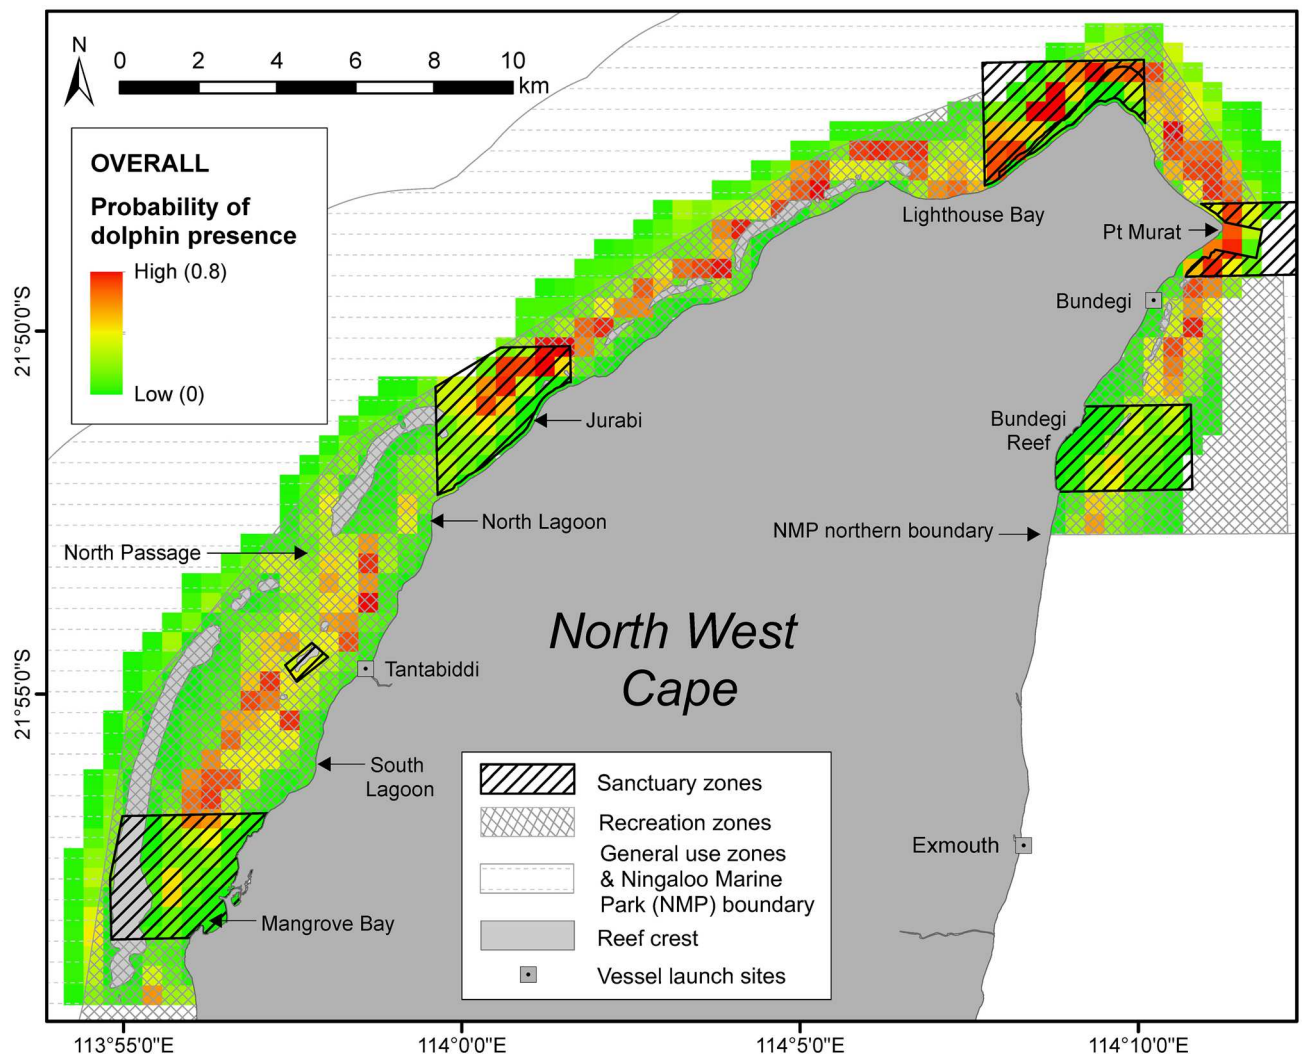 N
0 2 4 6 8 10
km
OVERALL
Probability of
dolphin presence
High (0.8)
Low (0)
Lighthouse Bay
Pt Murat
Bundegi
21°50'0"S
Jurabi
Bundegi
Reef
North Lagoon
NMP northern boundary
North Passage
North West
Cape
Tantabiddi
21°55'0"S
South
Lagoon
Sanctuary zones
Recreation zones
General use zones
& Ningaloo Marine
Park (NMP) boundary
Reef crest
Vessel launch sites
Exmouth
Mangrove Bay
113°55'0"E 114°0'0"E 114°5'0"E 114°10'0"E